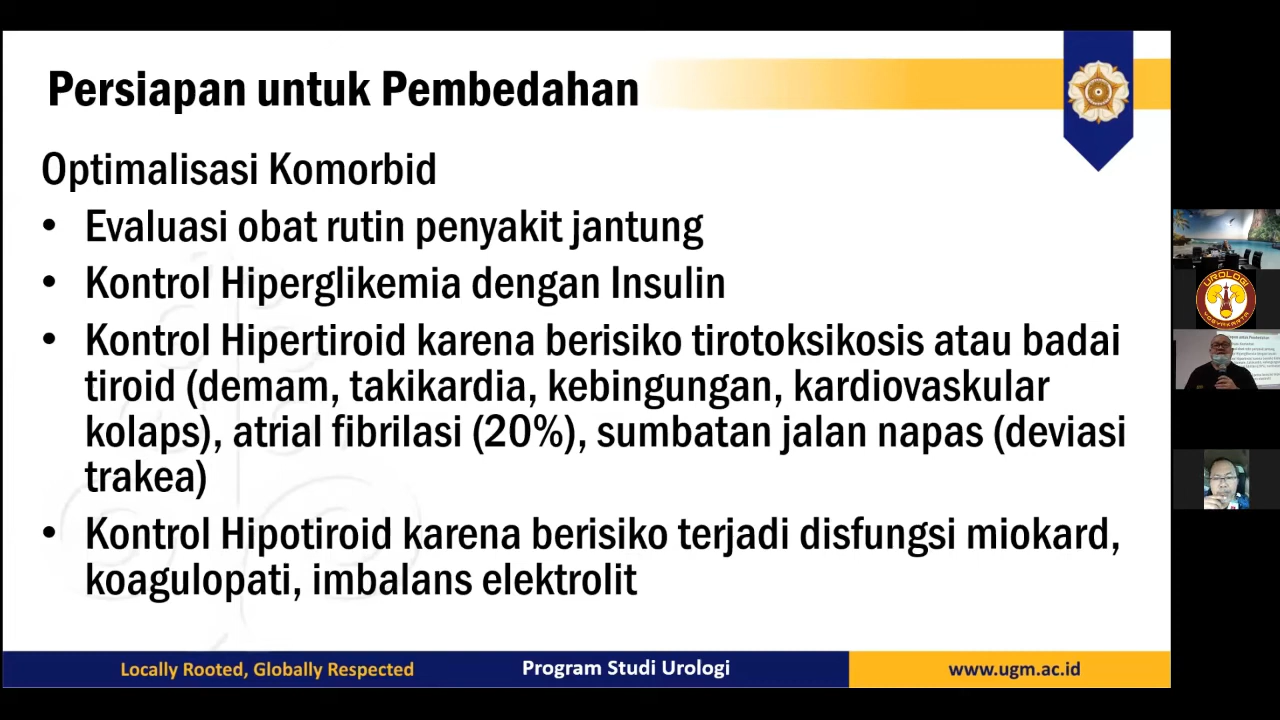 Persiapan untuk Pembedahan
Optimalisasi Komorbid
• Evaluasi obat rutin penyakit jantung
• Kontrol Hiperglikemia dengan Insulin
• Kontrol Hipertiroid karena berisiko tirotoksikosis atau badai
tiroid (demam, takikardia, kebingungan, kardiovaskular
kolaps), atrial fibrilasi (20%), sumbatan jalan napas (deviasi
trakea)
• Kontrol Hipotiroid karena berisiko terjadi disfungsi miokard,
koagulopati, imbalans elektrolit
Locally Rooted, Globally Respected
Program Studi Urologi
www.ugm.ac.id
UROLOGI
YOGYAKARTA